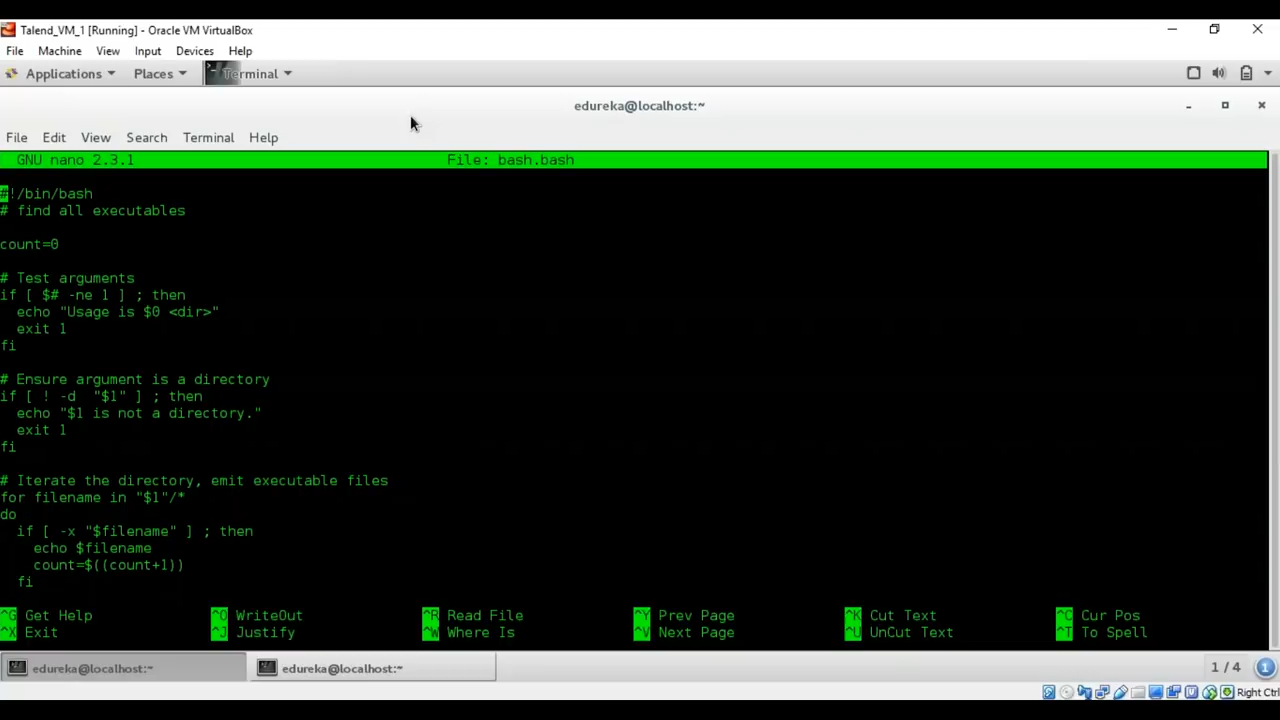 Talend_VM_1 [Running] - Oracle VM VirtualBox
File Machine View Input Devices Help
Applications Places Terminal
edureka@localhost:~
File Edit View Search Terminal Help
GNU nano 2.3.1 File: bash.bash
#!/bin/bash
# find all executables
count=0
# Test arguments
if [ $# -ne 1 ] ; then
  echo "Usage is $0 <dir>"
  exit 1
fi
# Ensure argument is a directory
if [ ! -d  "$1" ] ; then
  echo "$1 is not a directory."
  exit 1
fi
# Iterate the directory, emit executable files
for filename in "$1"/*
do
  if [ -x "$filename" ] ; then
    echo $filename
    count=$((count+1))
  fi
^G Get Help ^O WriteOut ^R Read File ^Y Prev Page ^K Cut Text ^C Cur Pos
^X Exit ^J Justify ^W Where Is ^V Next Page ^U UnCut Text ^T To Spell
edureka@localhost:~ edureka@localhost:~ 1 / 4 1
Right Ctrl